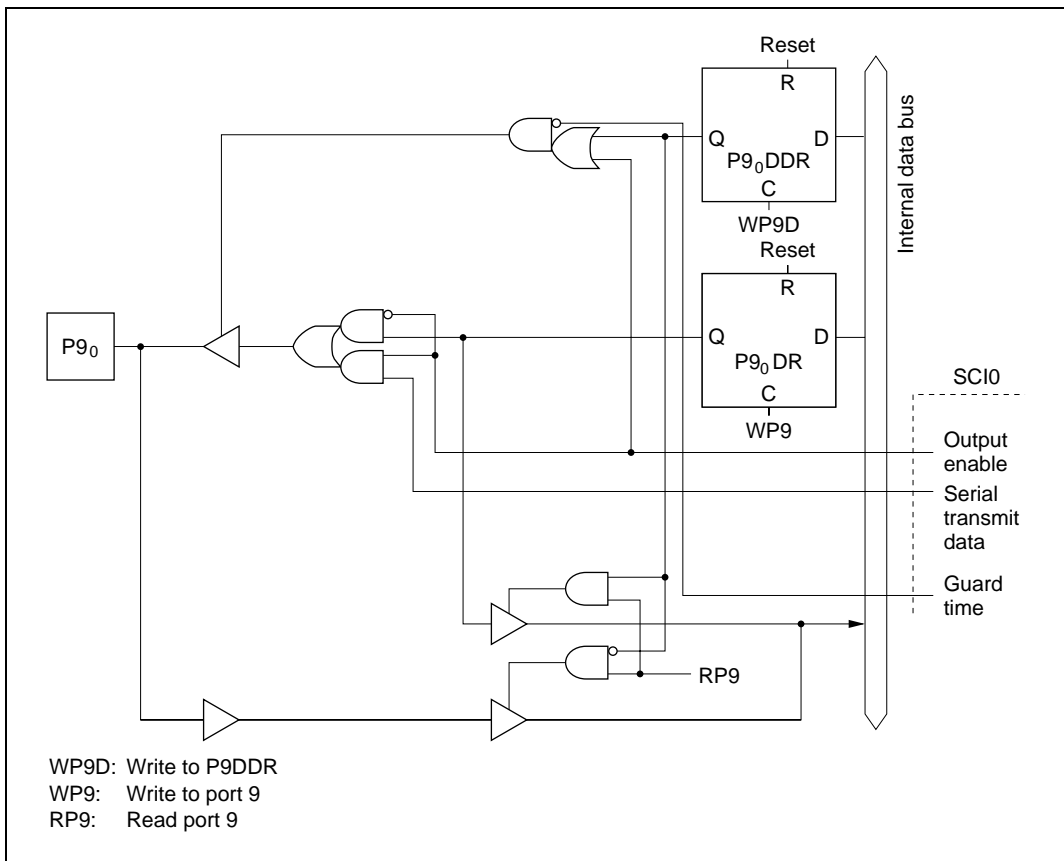 Reset
R
Q
D
P9₀DDR
C
WP9D
Reset
R
Q
D
P9₀DR
C
WP9
Internal data bus
P9₀
SCI0
Output
enable
Serial
transmit
data
Guard
time
RP9
WP9D: Write to P9DDR
WP9: Write to port 9
RP9: Read port 9